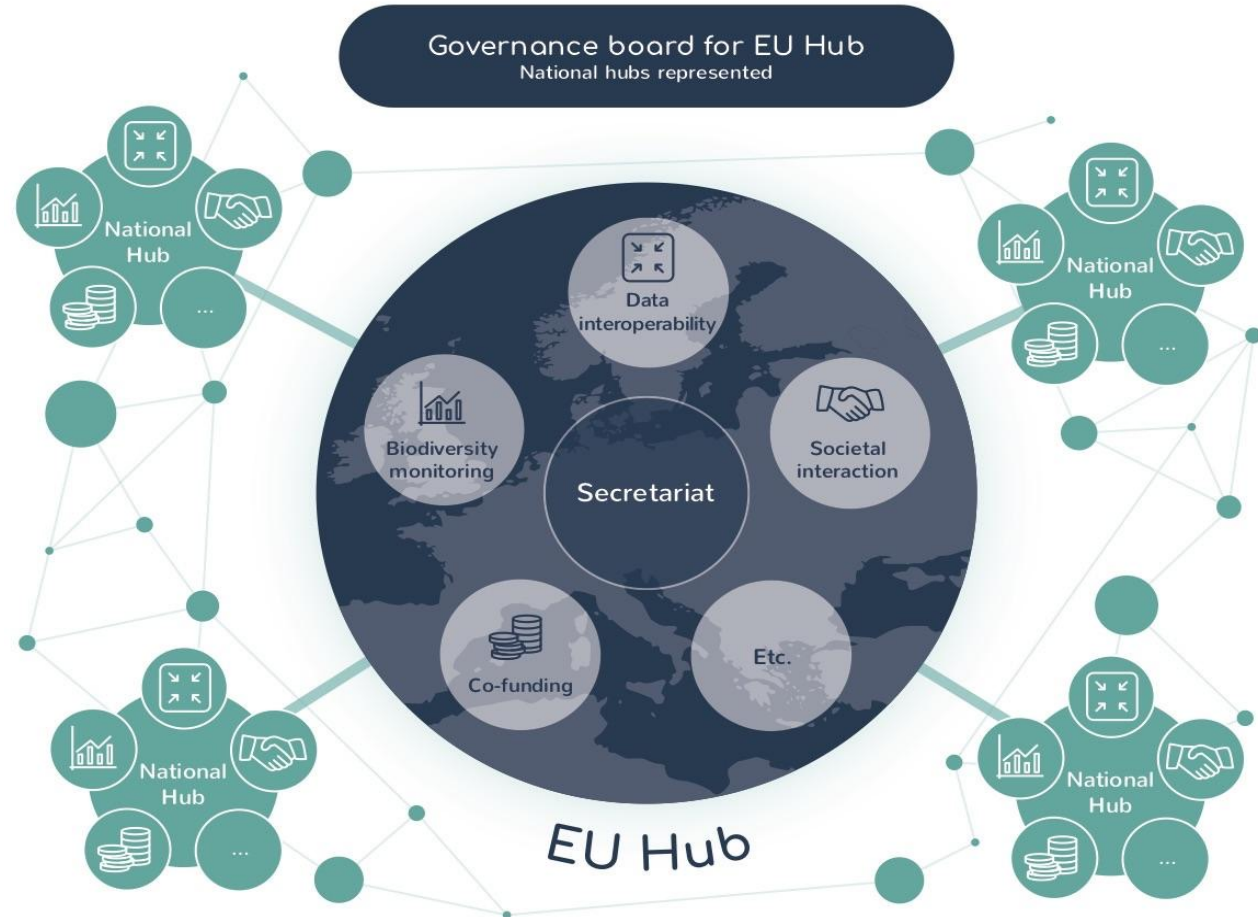 Governance board for EU Hub
National hubs represented
National
Hub
...
National
Hub
...
Data
interoperability
Biodiversity
monitoring
Societal
interaction
Secretariat
Co-funding
Etc.
National
Hub
...
National
Hub
...
EU Hub